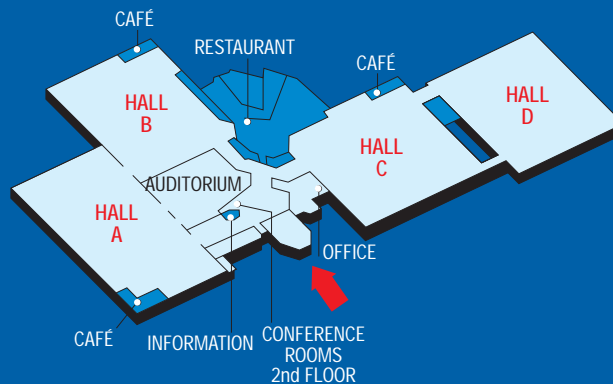 CAFÉ
RESTAURANT
CAFÉ
HALL
B
HALL
D
HALL
C
AUDITORIUM
HALL
A
OFFICE
CAFÉ
INFORMATION
CONFERENCE
ROOMS
2nd FLOOR